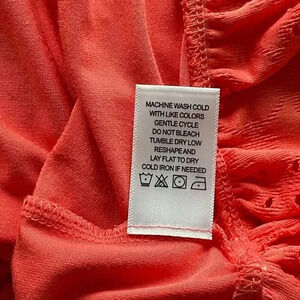 MACHINE WASH COLD
WITH LIKE COLORS
GENTLE CYCLE
DO NOT BLEACH
TUMBLE DRY LOW
RESHAPE AND
LAY FLAT TO DRY
COLD IRON IF NEEDED